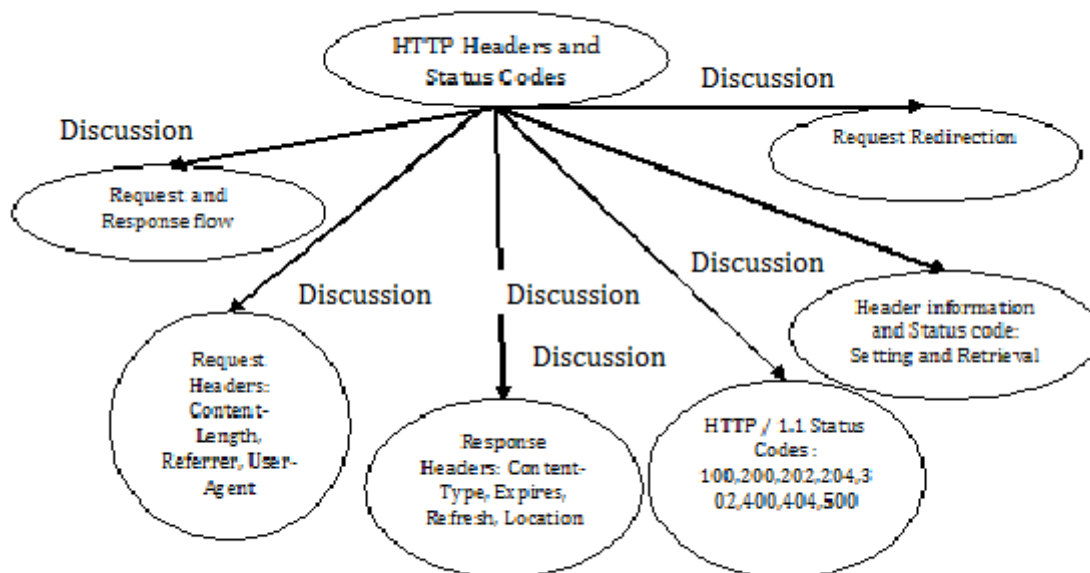 HTTP Headers and
Status Codes
Discussion
Request Redirection
Discussion
Request and
Response flow
Discussion
Header information
and Status code:
Setting and Retrieval
Discussion
Request
Headers:
Content-
Length,
Referrer, User-
Agent
Discussion
Discussion
Response
Headers: Content-
Type, Expires,
Refresh, Location
HTTP / 1.1 Status
Codes:
100,200,202,204,3
02,400,404,500